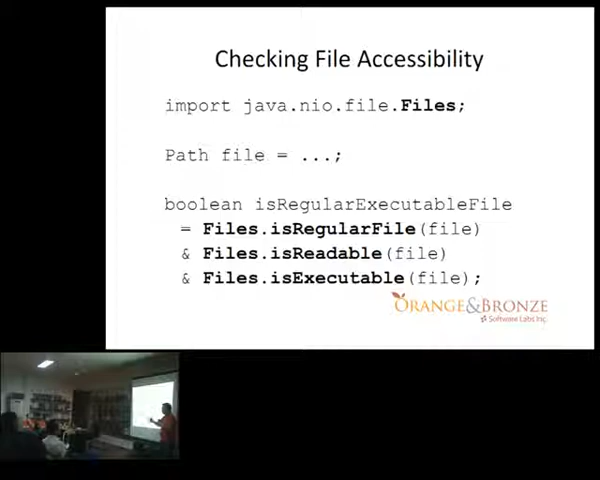 Checking File Accessibility
import java.nio.file.Files;
Path file = ...;
boolean isRegularExecutableFile
= Files.isRegularFile(file)
& Files.isReadable(file)
& Files.isExecutable(file);
ORANGE&BRONZE
Software Labs Inc.